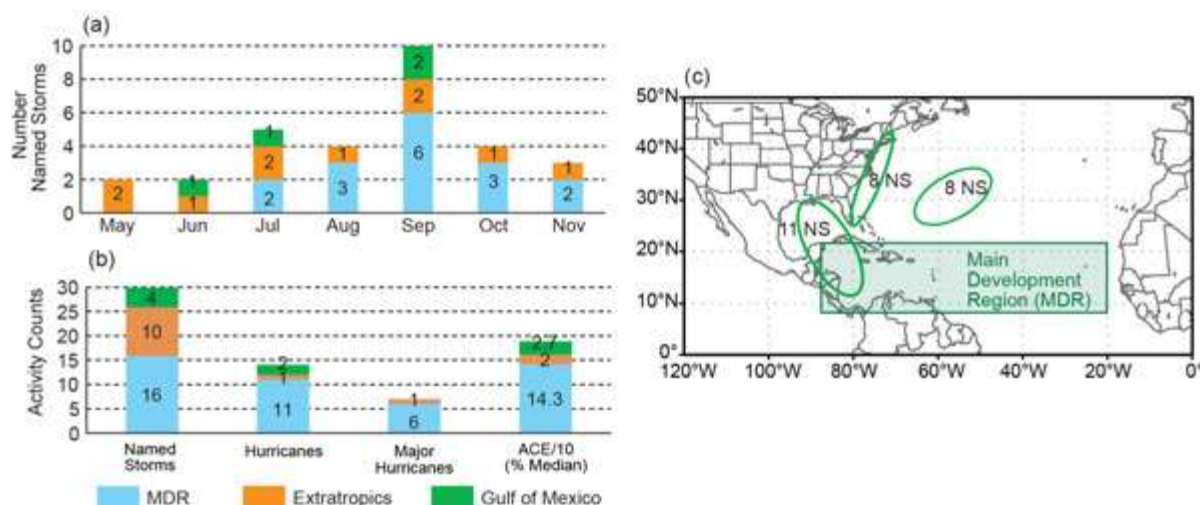 (a)
Number
Named Storms
10
8
6
4
2
0
2
1
1
1
2
2
1
3
2
2
6
1
3
1
2
May Jun Jul Aug Sep Oct Nov
(b)
Activity Counts
30
25
20
15
10
5
0
4
10
16
2
1
11
1
6
2.7
2
14.3
Named
Storms
Hurricanes
Major
Hurricanes
ACE/10
(% Median)
MDR Extratropics Gulf of Mexico
(c)
50°N
40°N
30°N
20°N
10°N
0°
8 NS
8 NS
11 NS
Main
Development
Region (MDR)
120°W 100°W 80°W 60°W 40°W 20°W 0°